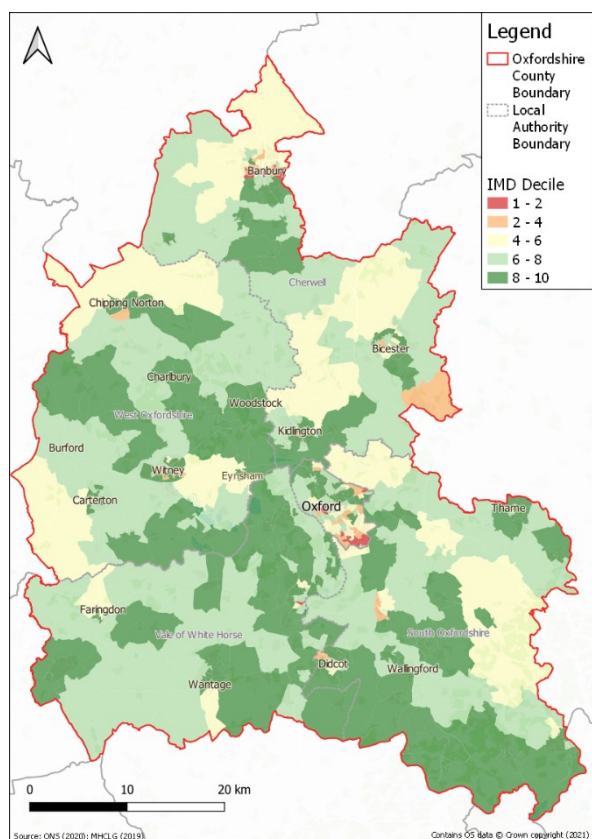 Legend
Oxfordshire
County
Boundary
Local
Authority
Boundary
IMD Decile
1 - 2
2 - 4
4 - 6
6 - 8
8 - 10
Banbury
Cherwell
Chipping Norton
Bicester
Charlbury
Woodstock
West Oxfordshire
Kidlington
Burford
Witney
Eynsham
Carterton
Oxford
Thame
Faringdon
Vale of White Horse
South Oxfordshire
Didcot
Wallingford
Wantage
0 10 20 km
Source: ONS (2020); MHCLG (2019)
Contains OS data © Crown copyright (2021)